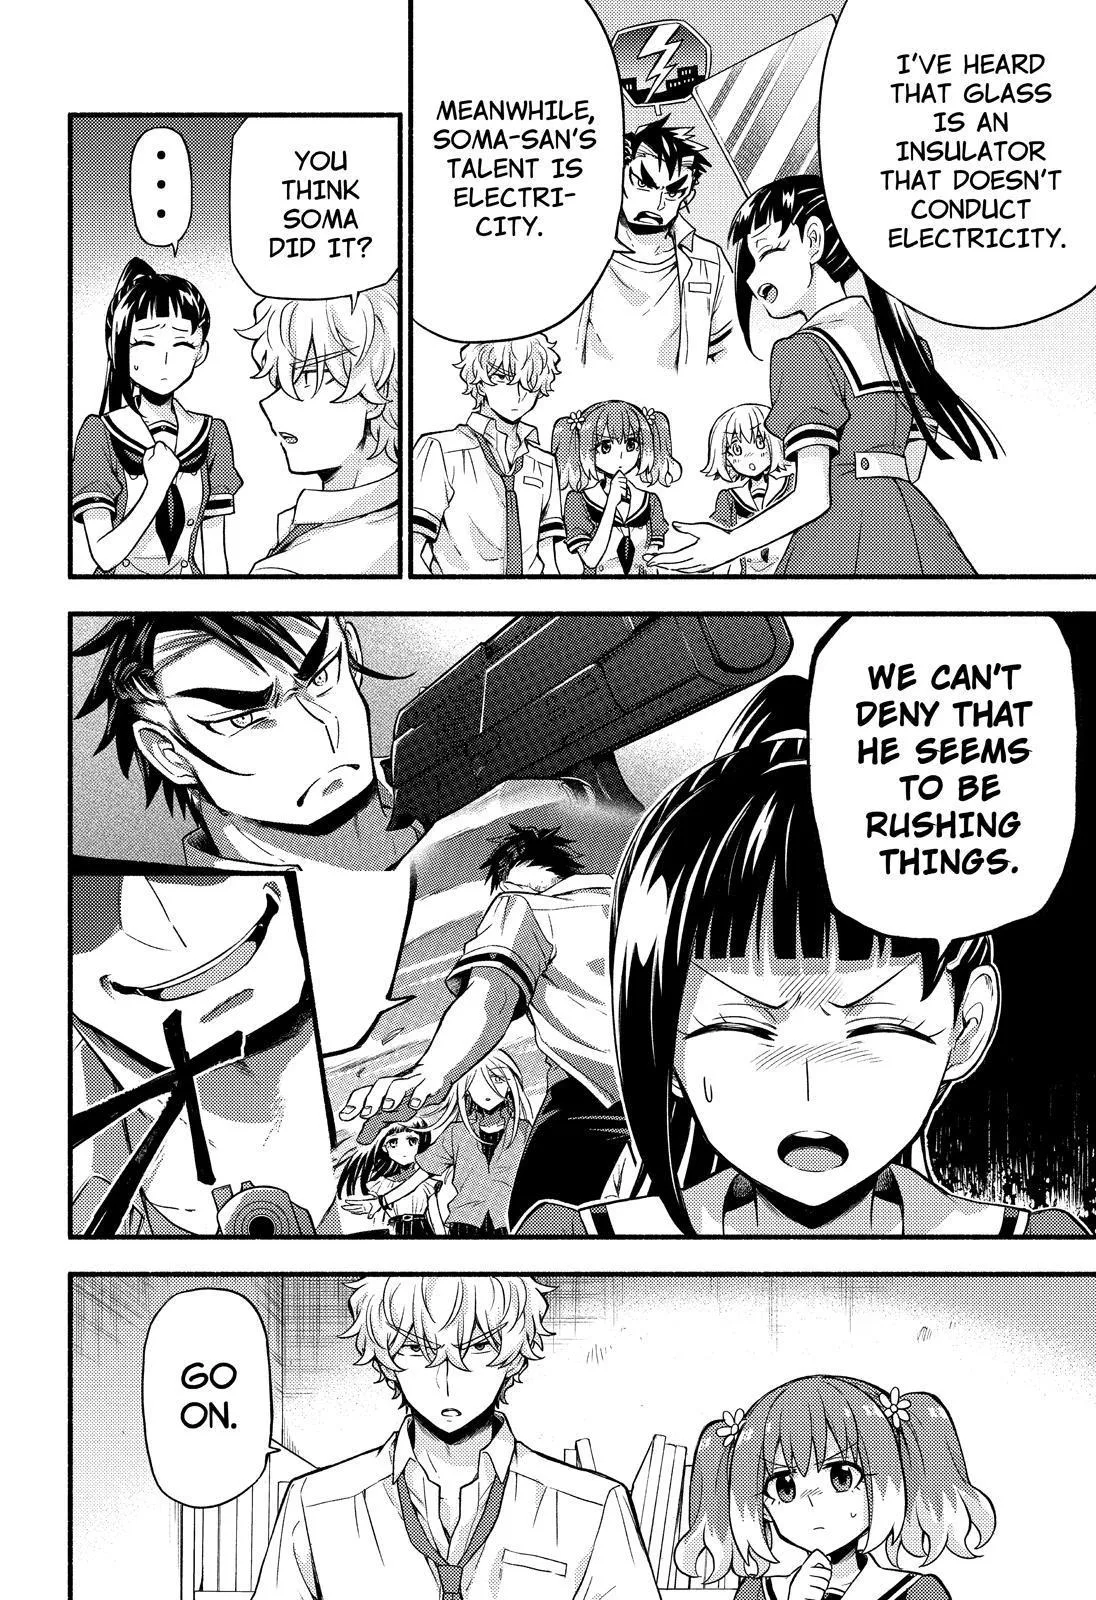 I'VE HEARD
THAT GLASS
IS AN
INSULATOR
THAT DOESN'T
CONDUCT
ELECTRICITY.
MEANWHILE,
SOMA-SAN'S
TALENT IS
ELECTRI-
CITY.
YOU
THINK
SOMA
DID IT?
WE CAN'T
DENY THAT
HE SEEMS
TO BE
RUSHING
THINGS.
GO
ON.